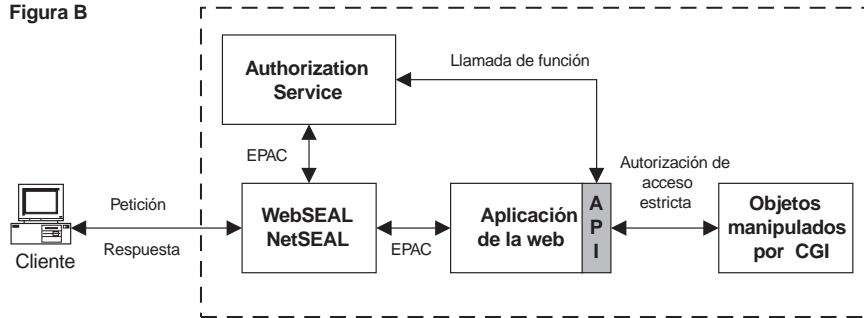 Figura B
Authorization
Service
Llamada de función
EPAC
Autorización de
acceso
estricta
Petición
Respuesta
Cliente
WebSEAL
NetSEAL
EPAC
Aplicación
de la web
A
P
I
Objetos
manipulados
por CGI